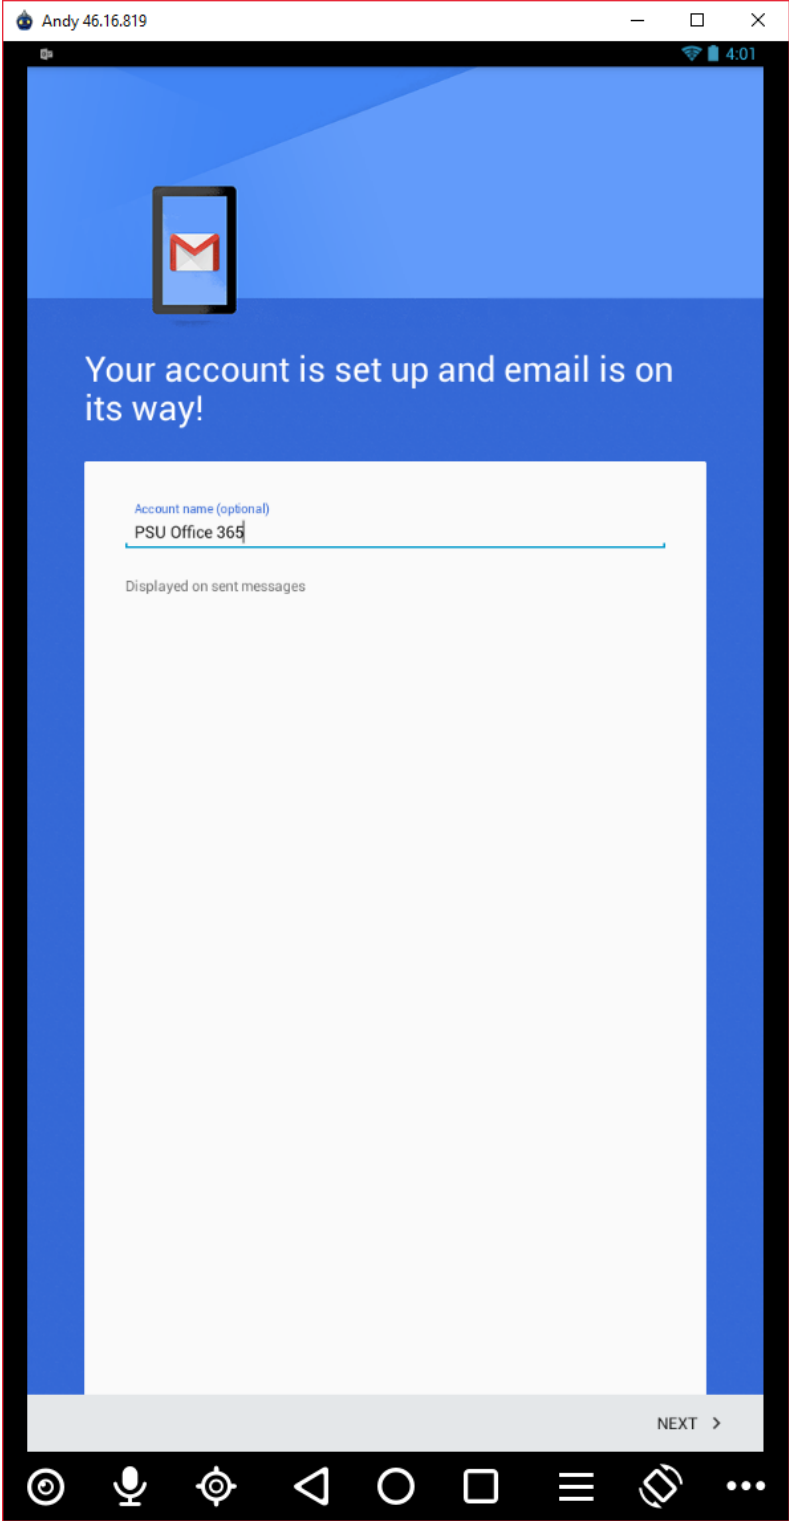 Andy 46.16.819
4:01
Your account is set up and email is on
its way!
Account name (optional)
PSU Office 365
Displayed on sent messages
NEXT